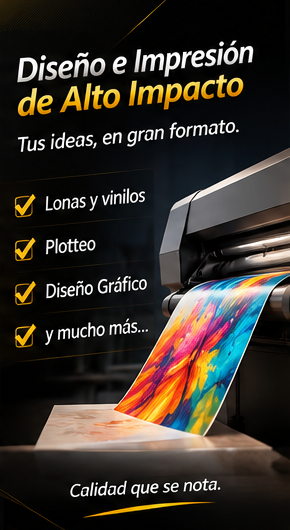 Diseño e Impresión
de Alto Impacto
Tus ideas, en gran formato.
Lonas y vinilos
Plotteo
Diseño Gráfico
y mucho más...
Calidad que se nota.